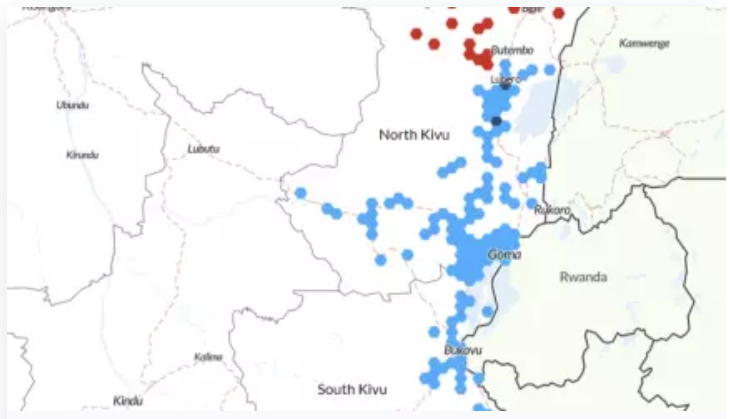 Butembo
Kamwenge
Lubero
Ubundu
North Kivu
Lubutu
Kirundu
Rukoro
Goma
Rwanda
Bukavu
Kalima
South Kivu
Kindu